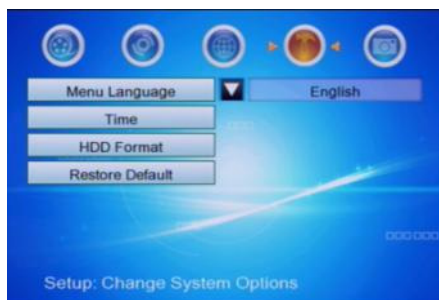 Menu Language
English
Time
HDD Format
Restore Default
Setup: Change System Options